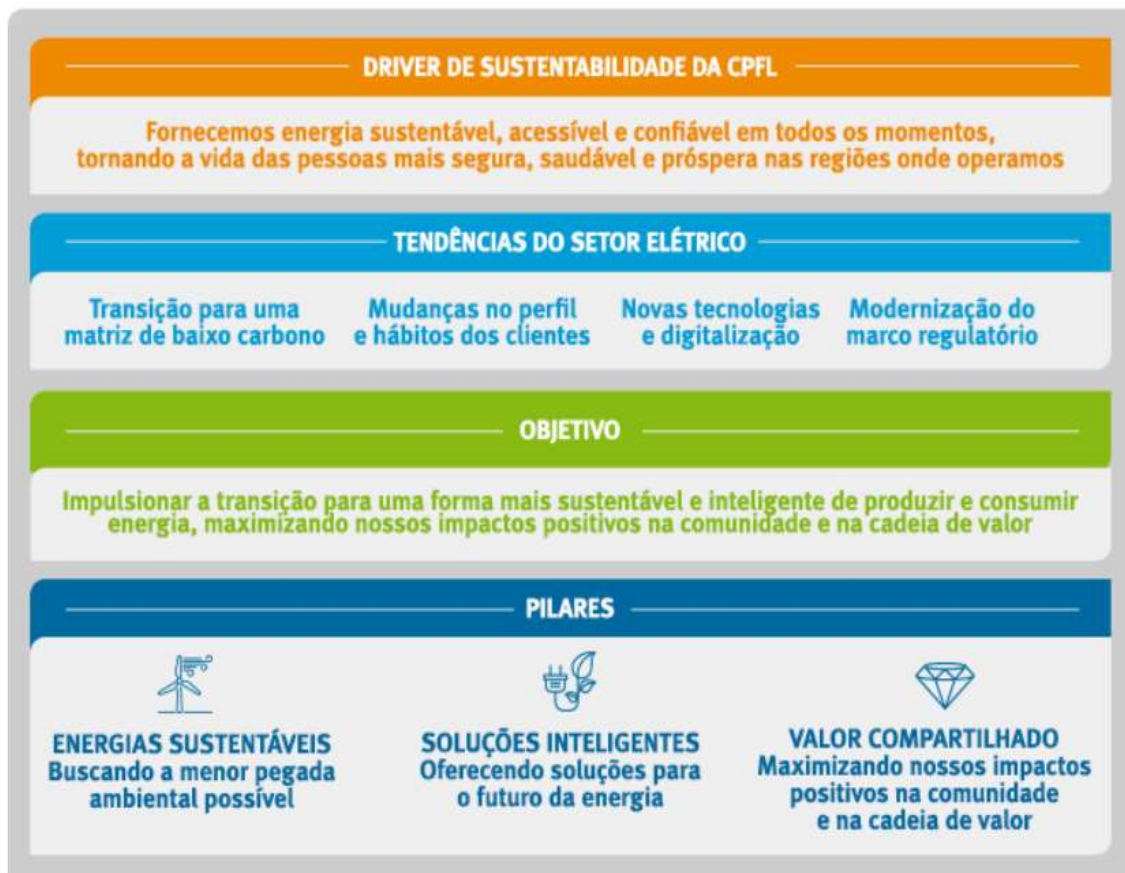 DRIVER DE SUSTENTABILIDADE DA CPFL
Fornecemos energia sustentável, acessível e confiável em todos os momentos,
tornando a vida das pessoas mais segura, saudável e próspera nas regiões onde operamos
TENDÊNCIAS DO SETOR ELÉTRICO
Transição para uma
matriz de baixo carbono
Mudanças no perfil
e hábitos dos clientes
Novas tecnologias
e digitalização
Modernização do
marco regulatório
OBJETIVO
Impulsionar a transição para uma forma mais sustentável e inteligente de produzir e consumir
energia, maximizando nossos impactos positivos na comunidade e na cadeia de valor
PILARES
ENERGIAS SUSTENTÁVEIS
Buscando a menor pegada
ambiental possível
SOLUÇÕES INTELIGENTES
Oferecendo soluções para
o futuro da energia
VALOR COMPARTILHADO
Maximizando nossos impactos
positivos na comunidade
e na cadeia de valor